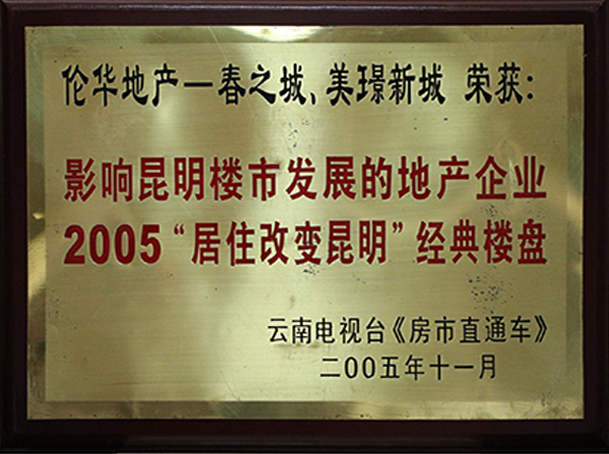 伦华地产—春之城、美璟新城 荣获：
影响昆明楼市发展的地产企业
2005“居住改变昆明”经典楼盘
云南电视台《房市直通车》
二00五年十一月